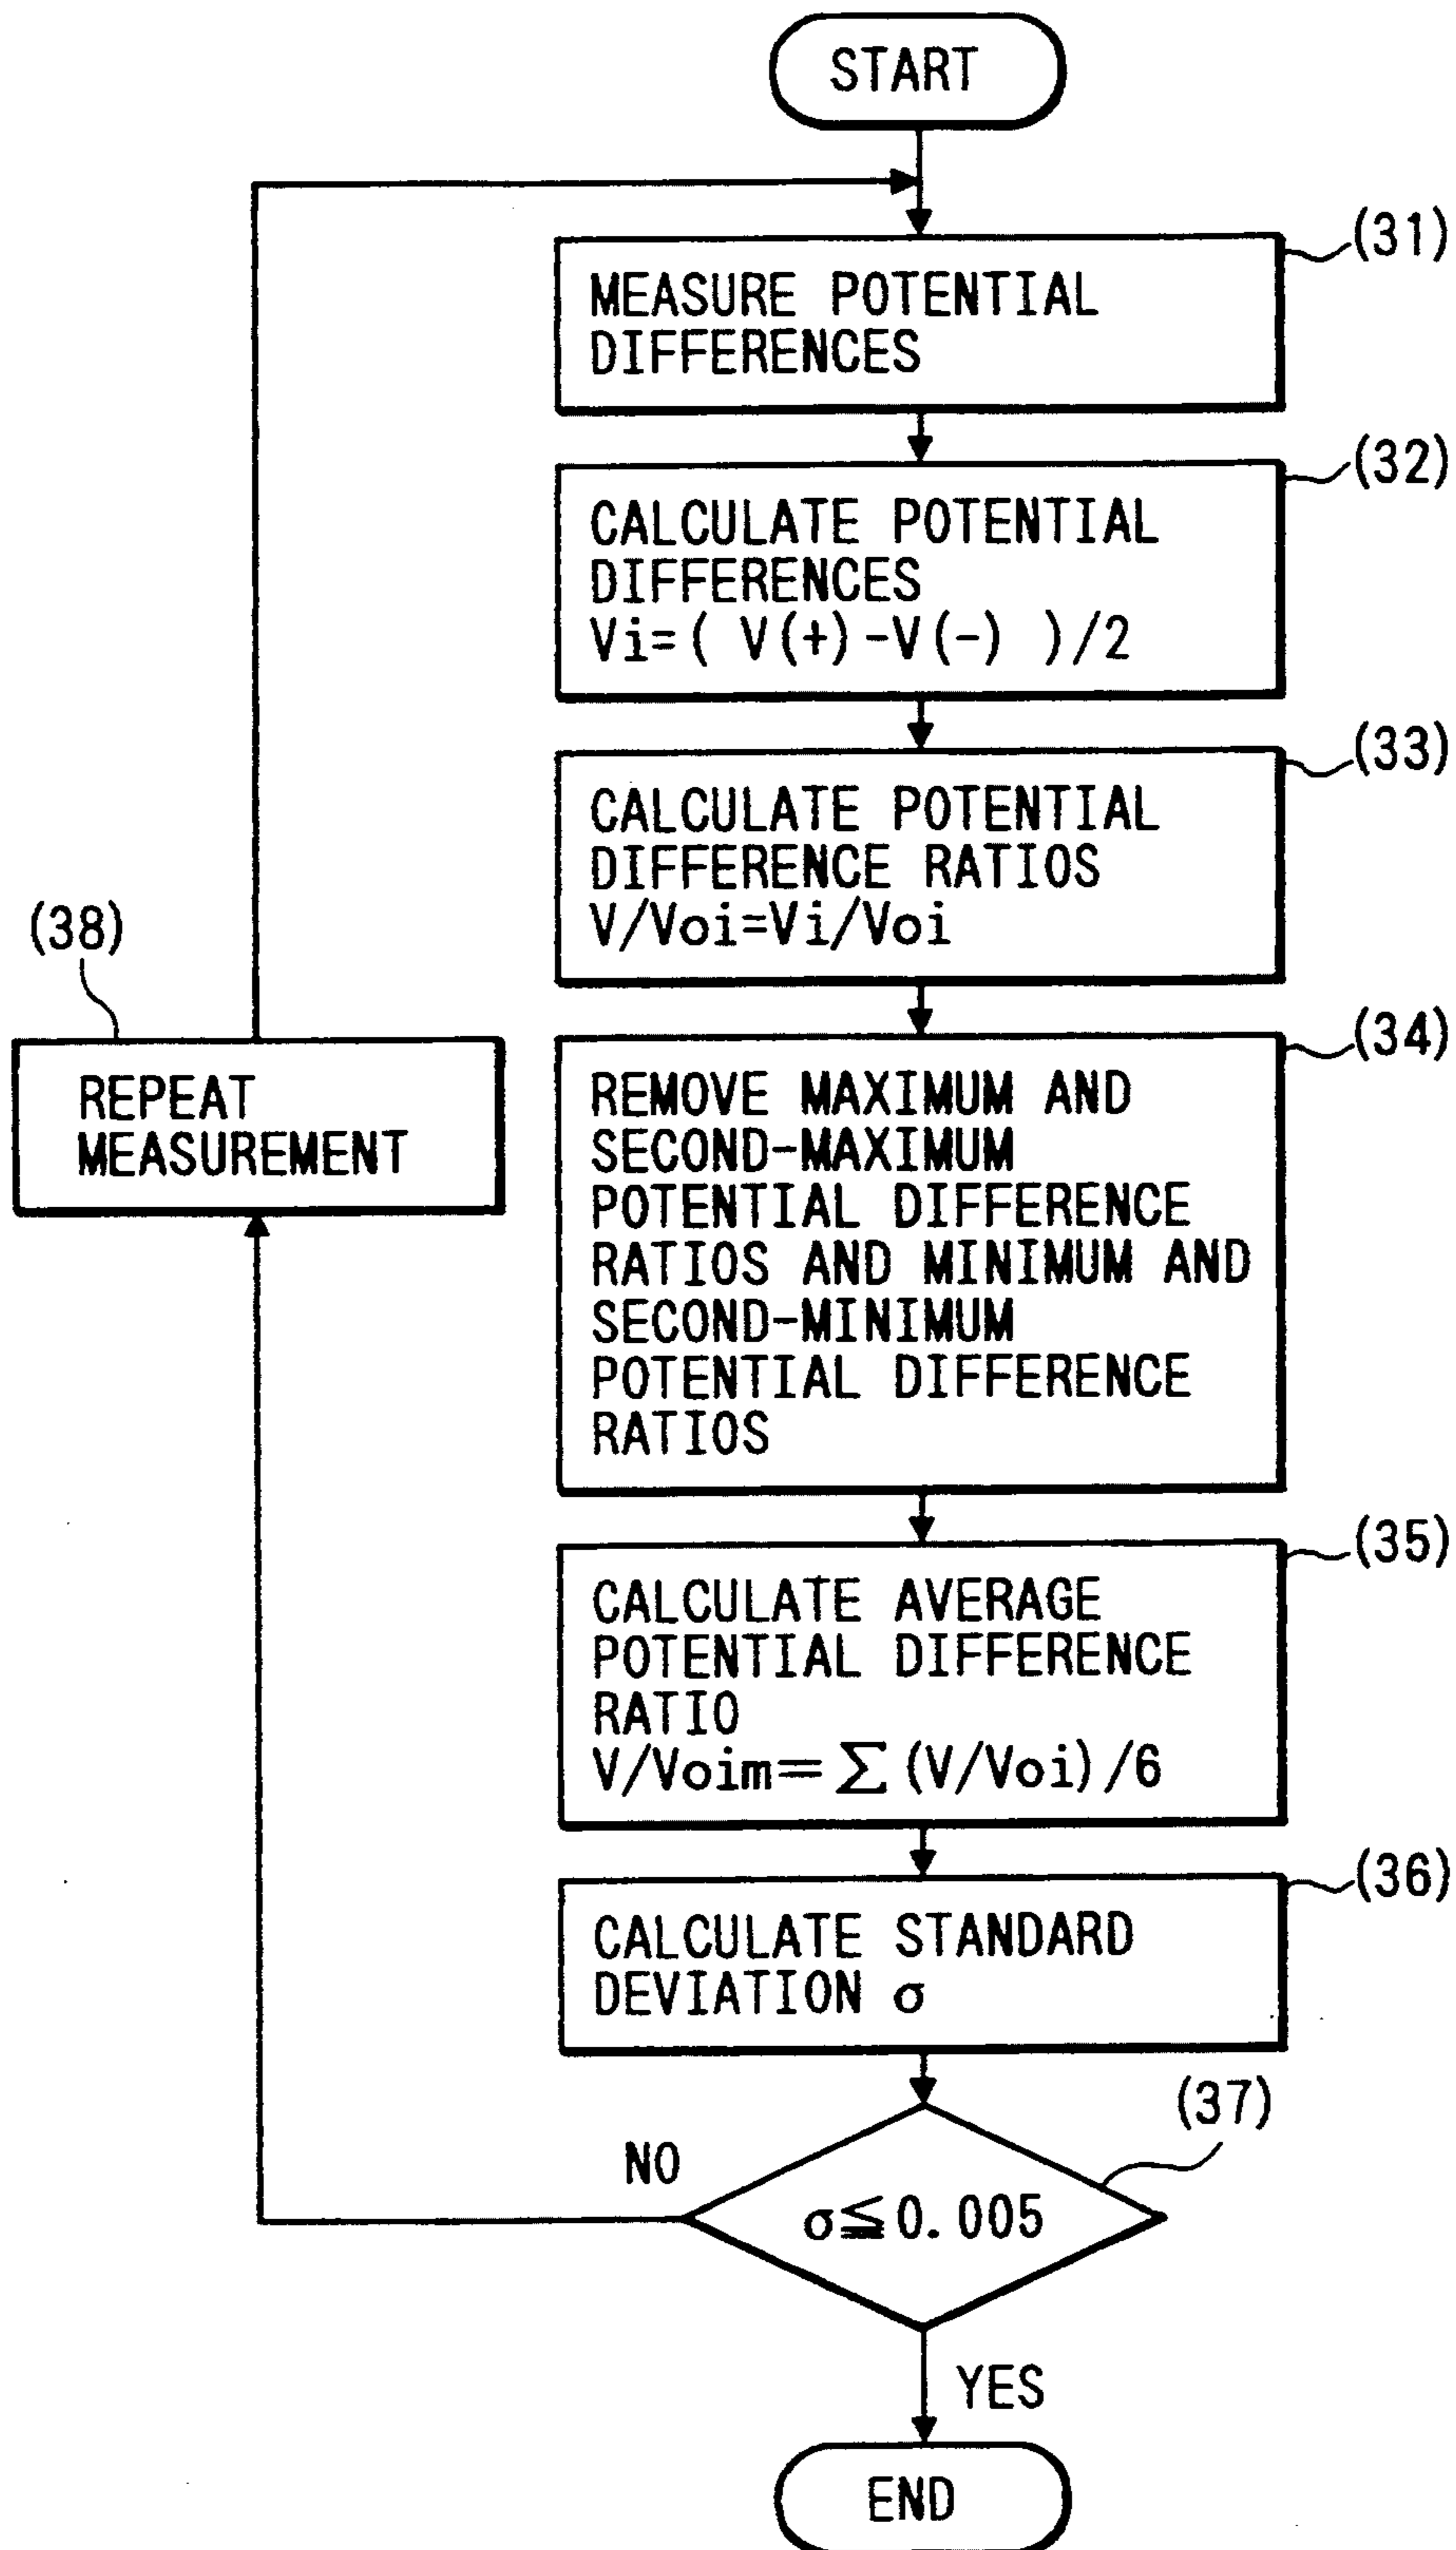 START
(31)
MEASURE POTENTIAL
DIFFERENCES
(32)
CALCULATE POTENTIAL
DIFFERENCES
Vi=( V(+)-V(-) )/2
(33)
CALCULATE POTENTIAL
DIFFERENCE RATIOS
V/Voi=Vi/Voi
(34)
REMOVE MAXIMUM AND
SECOND-MAXIMUM
POTENTIAL DIFFERENCE
RATIOS AND MINIMUM AND
SECOND-MINIMUM
POTENTIAL DIFFERENCE
RATIOS
(35)
CALCULATE AVERAGE
POTENTIAL DIFFERENCE
RATIO
V/Voim=∑(V/Voi)/6
(36)
CALCULATE STANDARD
DEVIATION σ
(37)
σ≦0.005
NO
YES
(38)
REPEAT
MEASUREMENT
END